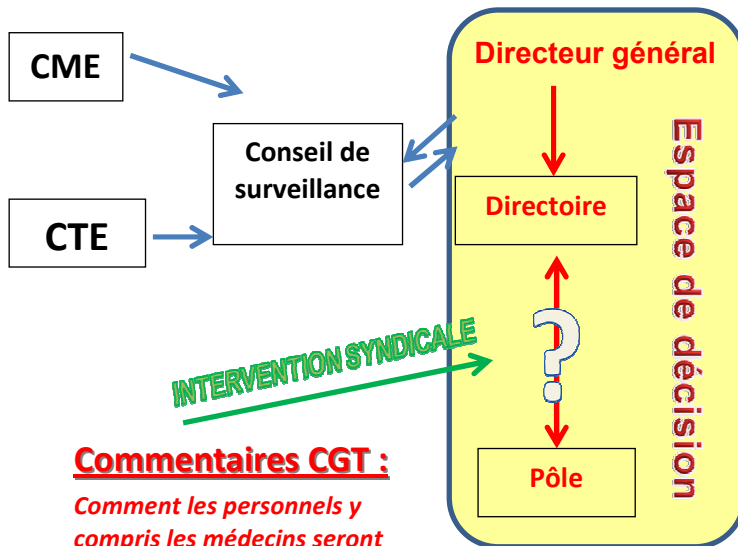 CME
Directeur général
Conseil de
surveillance
Directoire
CTE
Espace de décision
?
INTERVENTION SYNDICALE
Pôle
Commentaires CGT :
Comment les personnels y
compris les médecins seront